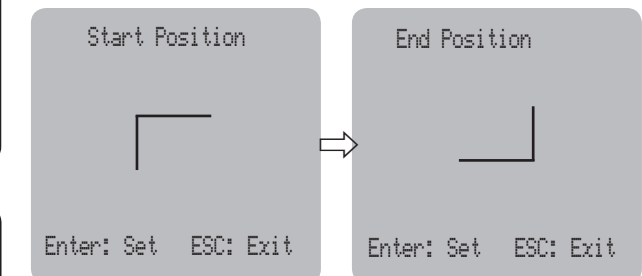 Start Position
Enter: Set ESC: Exit
End Position
Enter: Set ESC: Exit